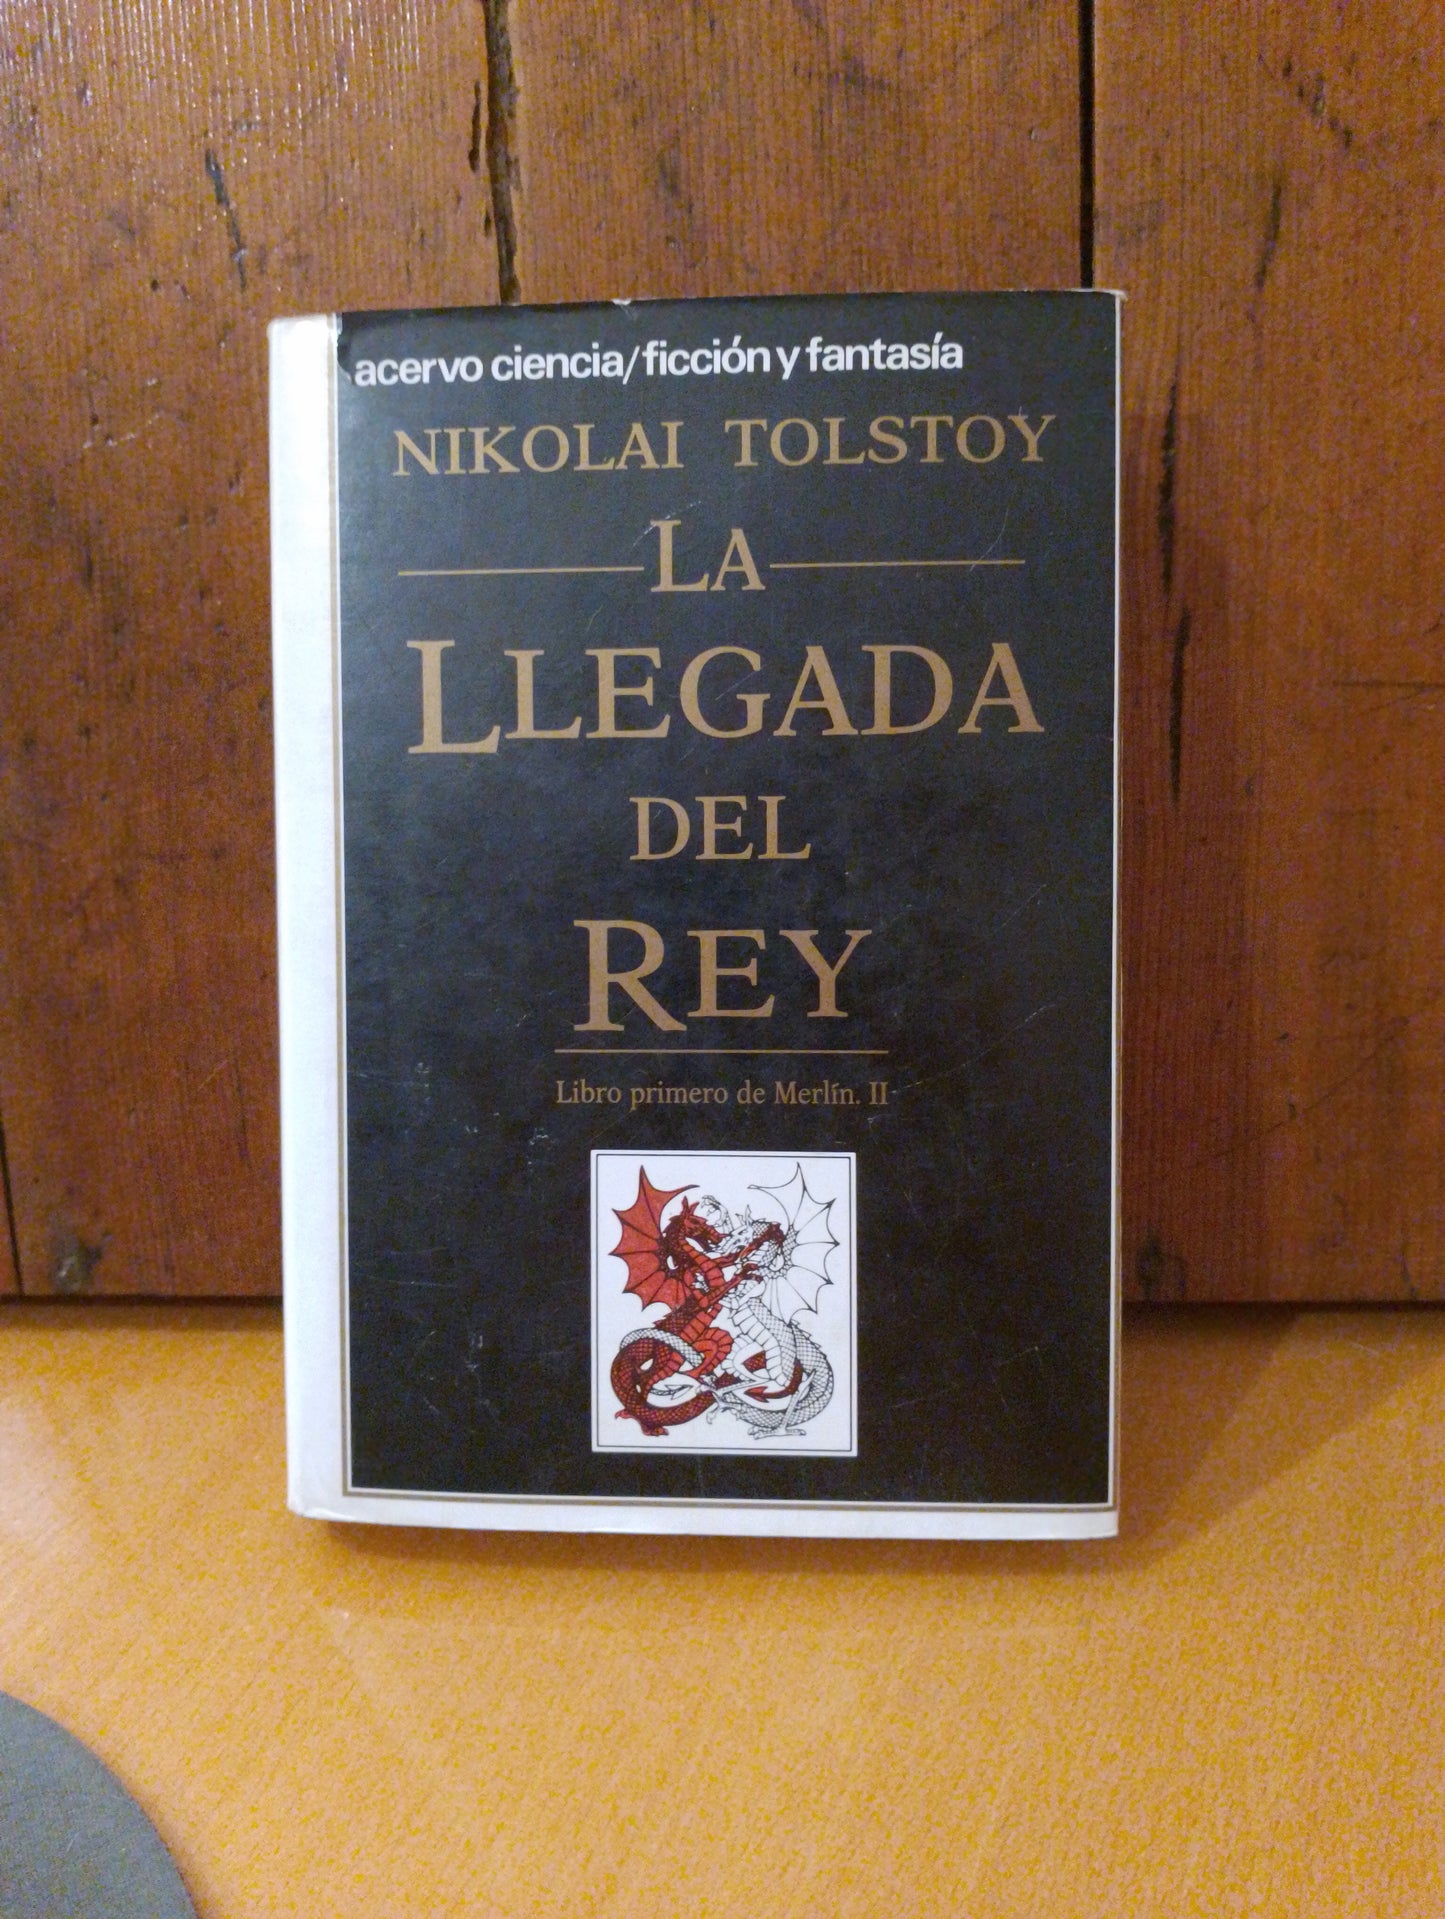 acervo ciencia/ficción y fantasía
NIKOLAI TOLSTOY
LA
LLEGADA
DEL
REY
Libro primero de Merlín. II